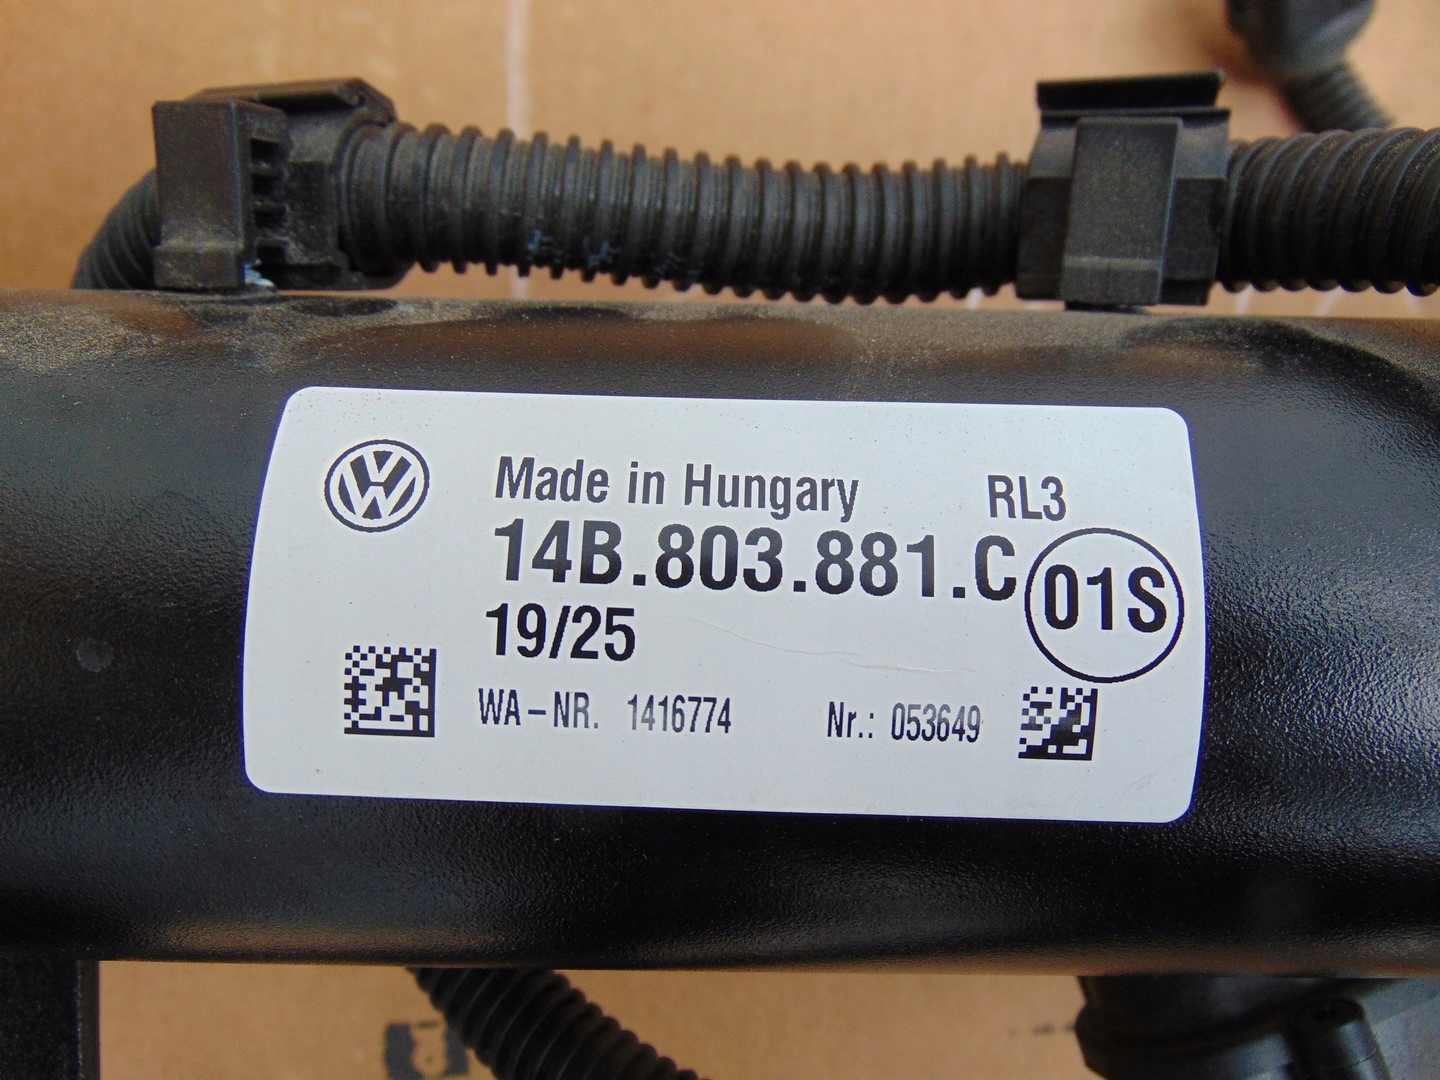 Made in Hungary RL3
14B.803.881.C 01S
19/25
WA-NR. 1416774 Nr.: 053649